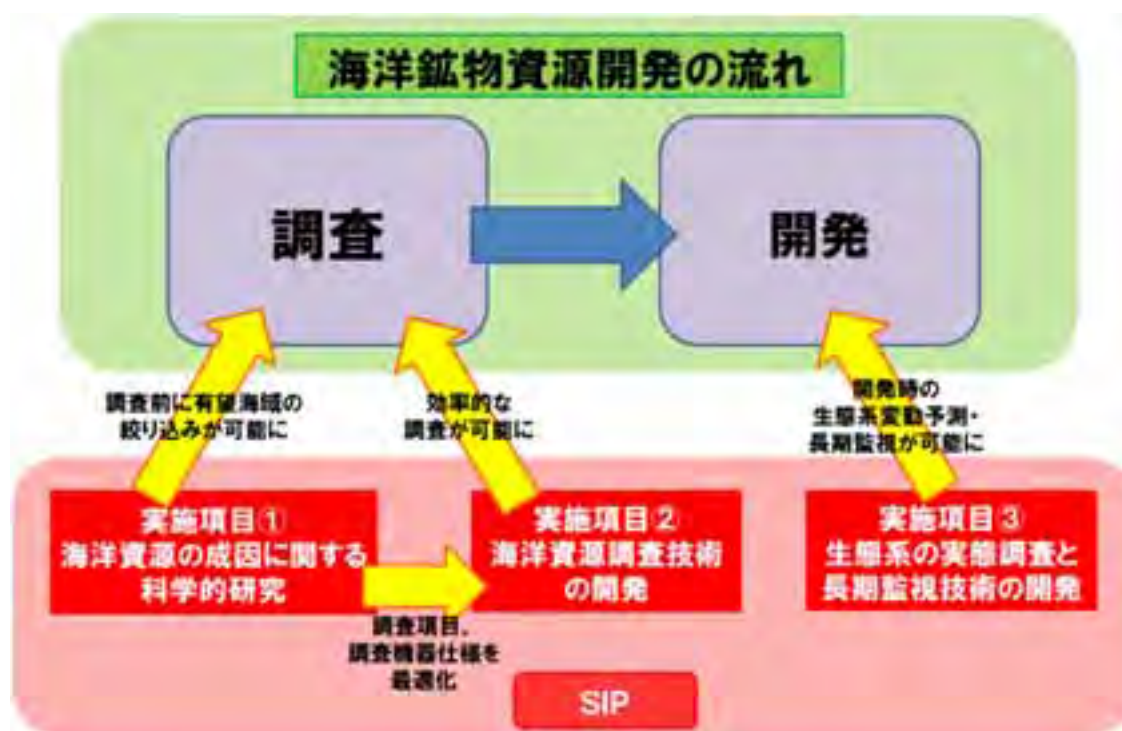 海洋鉱物資源開発の流れ
調査
開発
調査前に有望海域の
絞り込みが可能に
効率的な
調査が可能に
開発時の
生態系変動予測・
長期監視が可能に
実施項目①
海洋資源の成因に関する
科学的研究
実施項目②
海洋資源調査技術
の開発
実施項目③
生態系の実態調査と
長期監視技術の開発
調査項目、
調査機器仕様を
最適化
SIP